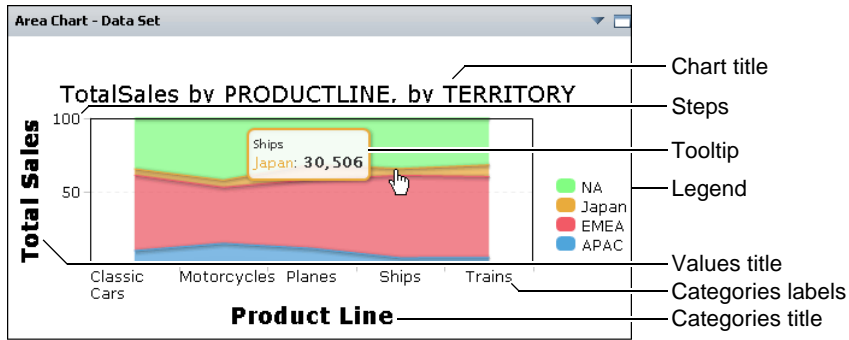 Area Chart - Data Set
TotalSales by PRODUCTLINE, by TERRITORY
Total Sales
100
50
Ships
Japan: 30,506
NA
Japan
EMEA
APAC
Classic
Cars
Motorcycles
Planes
Ships
Trains
Product Line
Chart title
Steps
Tooltip
Legend
Values title
Categories labels
Categories title